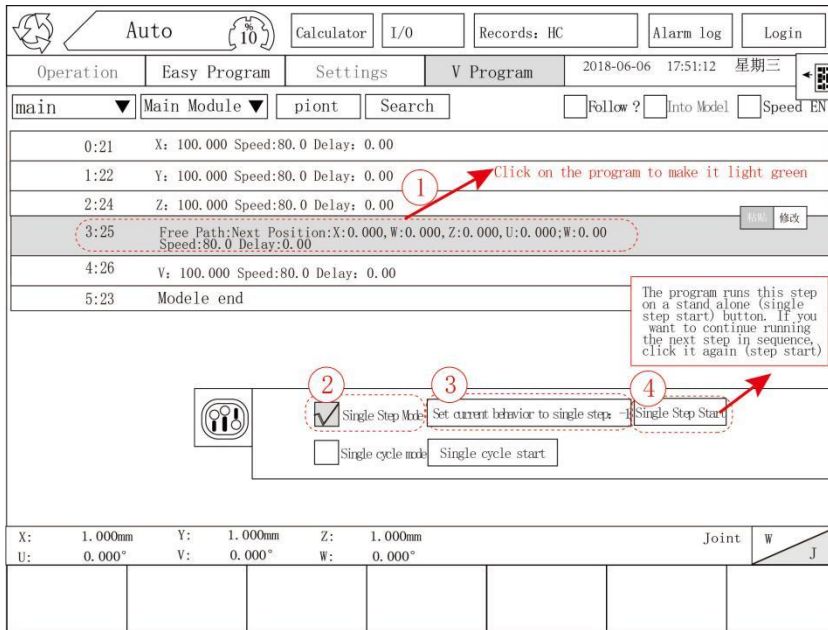 Auto % 10 Calculator I/O Records: HC Alarm log Login
Operation Easy Program Settings V Program 2018-06-06 17:51:12 星期三
main Main Module piont Search Follow ? Into Model Speed EN
0:21 X: 100.000 Speed:80.0 Delay: 0.00
1:22 Y: 100.000 Speed:80.0 Delay: 0.00
1 Click on the program to make it light green
2:24 Z: 100.000 Speed:80.0 Delay: 0.00
粘贴 修改
3:25 Free Path:Next Position:X:0.000,W:0.000,Z:0.000,U:0.000;W:0.00
Speed:80.0 Delay:0.00
4:26 V: 100.000 Speed:80.0 Delay: 0.00
5:23 Modele end
The program runs this step
on a stand alone (single
step start) button. If you
want to continue running
the next step in sequence,
click it again (step start)
2 3 4
Single Step Mode Set current behavior to single step: -1 Single Step Start
Single cycle mode Single cycle start
X: 1.000mm Y: 1.000mm Z: 1.000mm Joint W
U: 0.000° V: 0.000° W: 0.000° J